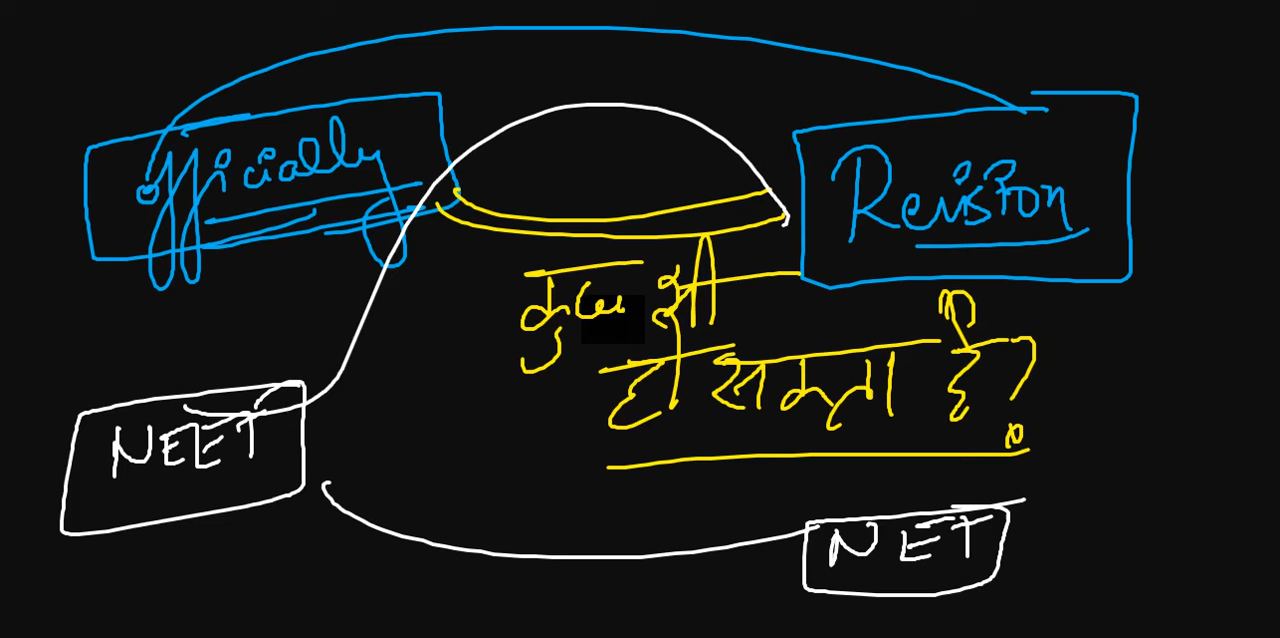 officially
Revision
कुछ भी
हो सकता है?
NEET
NET